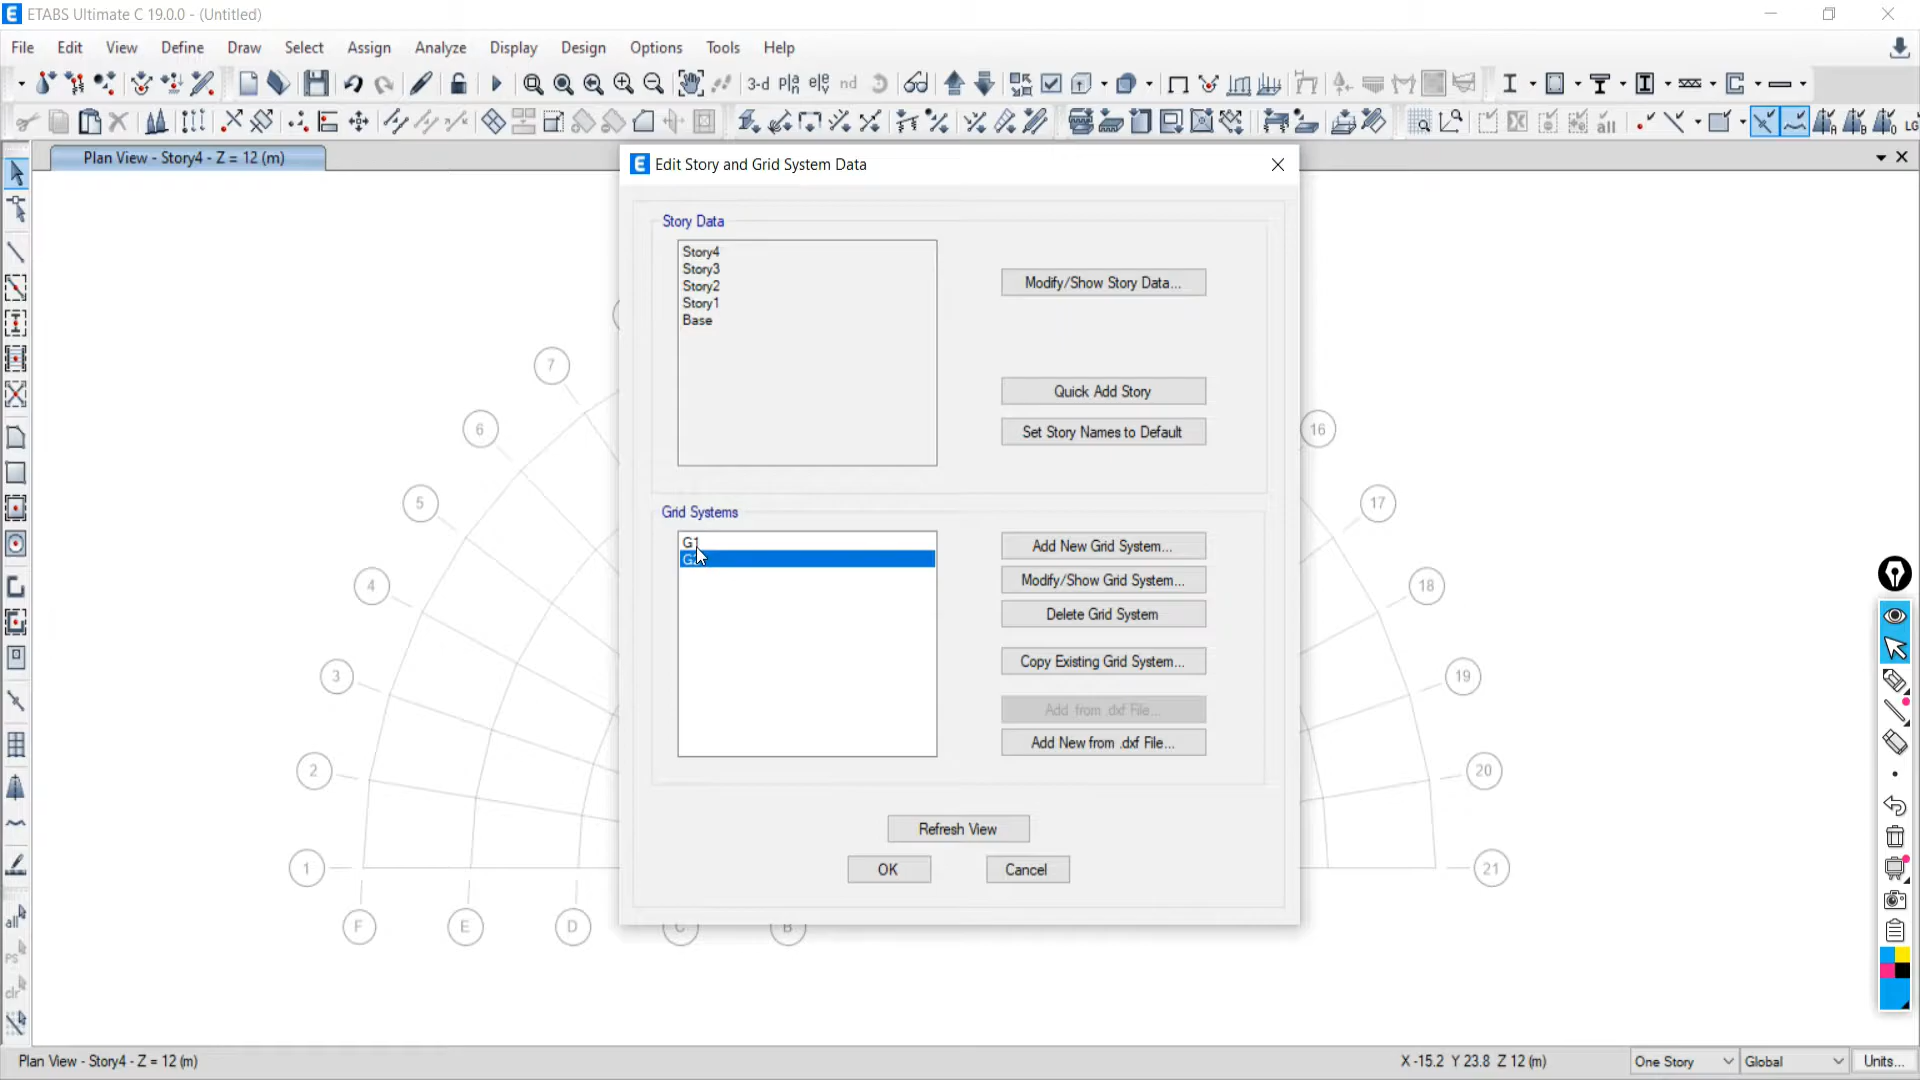 ETABS Ultimate C 19.0.0 - (Untitled)
File Edit View Define Draw Select Assign Analyze Display Design Options Tools Help
3-d nd
Plan View - Story4 - Z = 12 (m)
Edit Story and Grid System Data
Story Data
Story4
Story3
Story2
Story1
Base
Modify/Show Story Data...
Quick Add Story
Set Story Names to Default
Grid Systems
G1
Add New Grid System...
Modify/Show Grid System...
Delete Grid System
Copy Existing Grid System...
Add from .dxf File...
Add New from .dxf File...
Refresh View
OK Cancel
7
6 16
5 17
4 18
3 19
2 20
1 21
F E D C B
all
PS
clr
Plan View - Story4 - Z = 12 (m) X -15.2 Y 23.8 Z 12 (m) One Story Global Units...